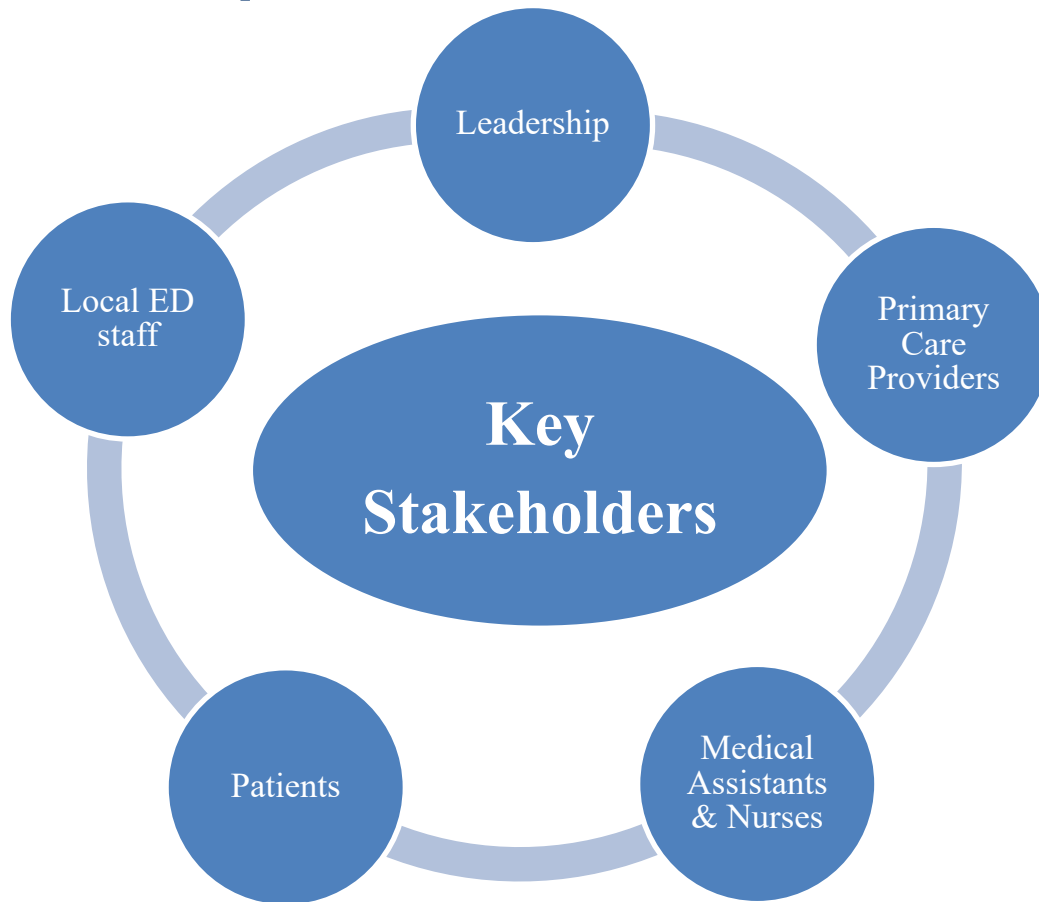 Leadership
Primary
Care
Providers
Medical
Assistants
& Nurses
Patients
Local ED
staff
Key
Stakeholders